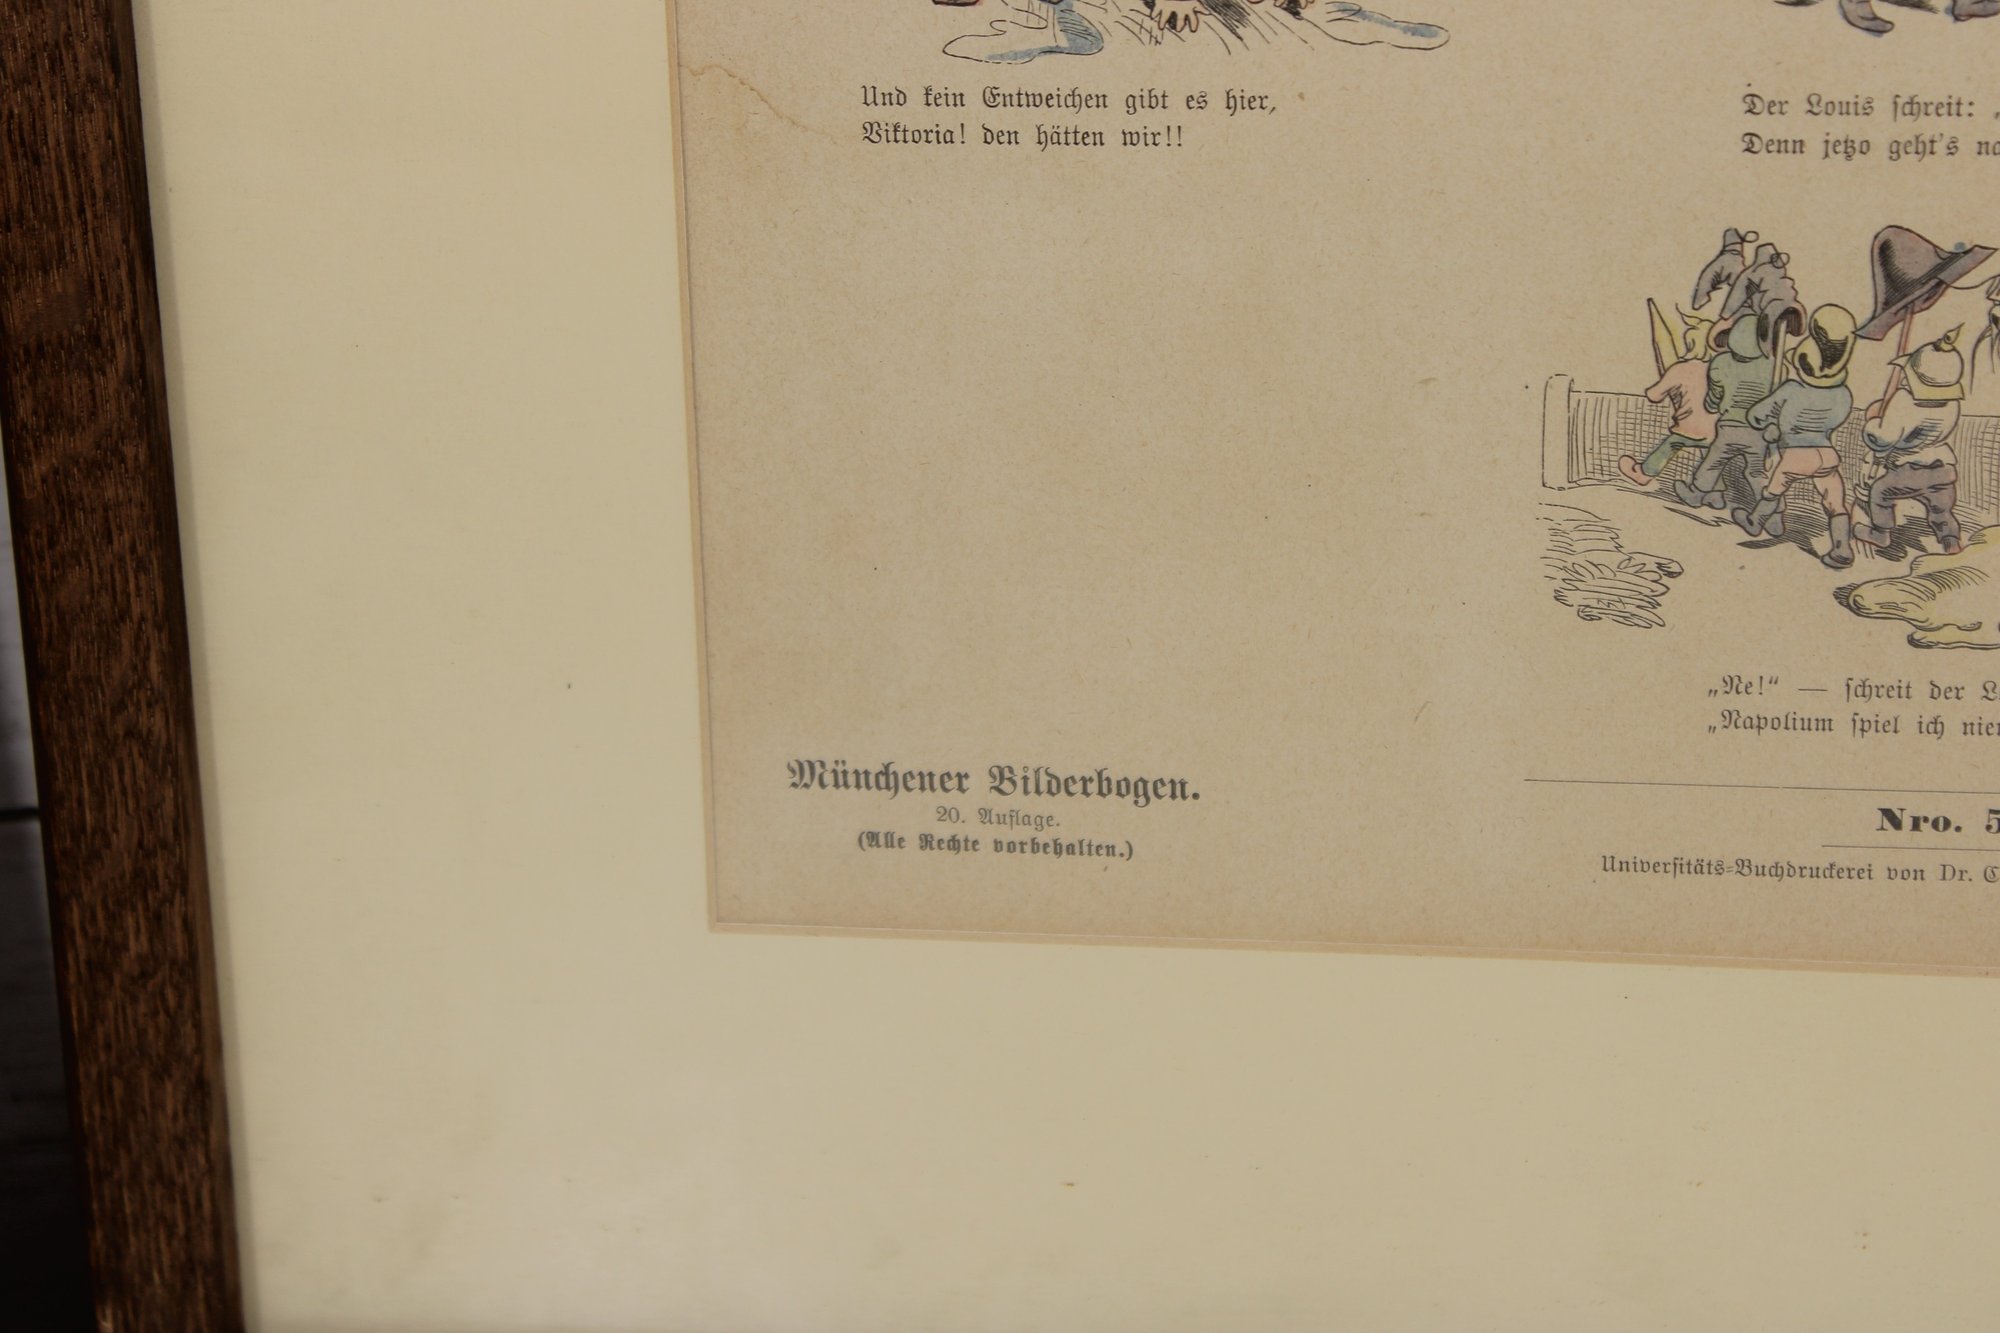 Und kein Entweichen gibt es hier,
Viktoria! den hätten wir!!
Der Louis schreit: „
Denn jetzo geht's
„Ne!“ — schreit der
„Napolium spiel ich
Münchener Bilderbogen.
20. Auflage.
(Alle Rechte vorbehalten.)
Nro. 5
Universitäts-Buchdruckerei von Dr. C